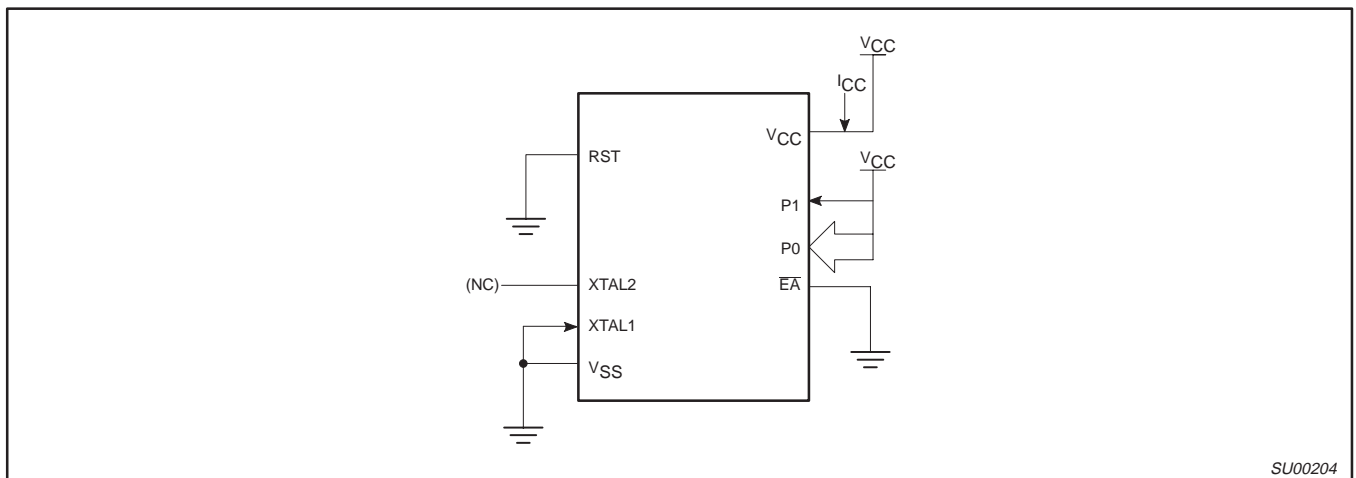 VCC
ICC
VCC
RST
VCC
P1
P0
(NC)
XTAL2
EA
XTAL1
VSS
SU00204